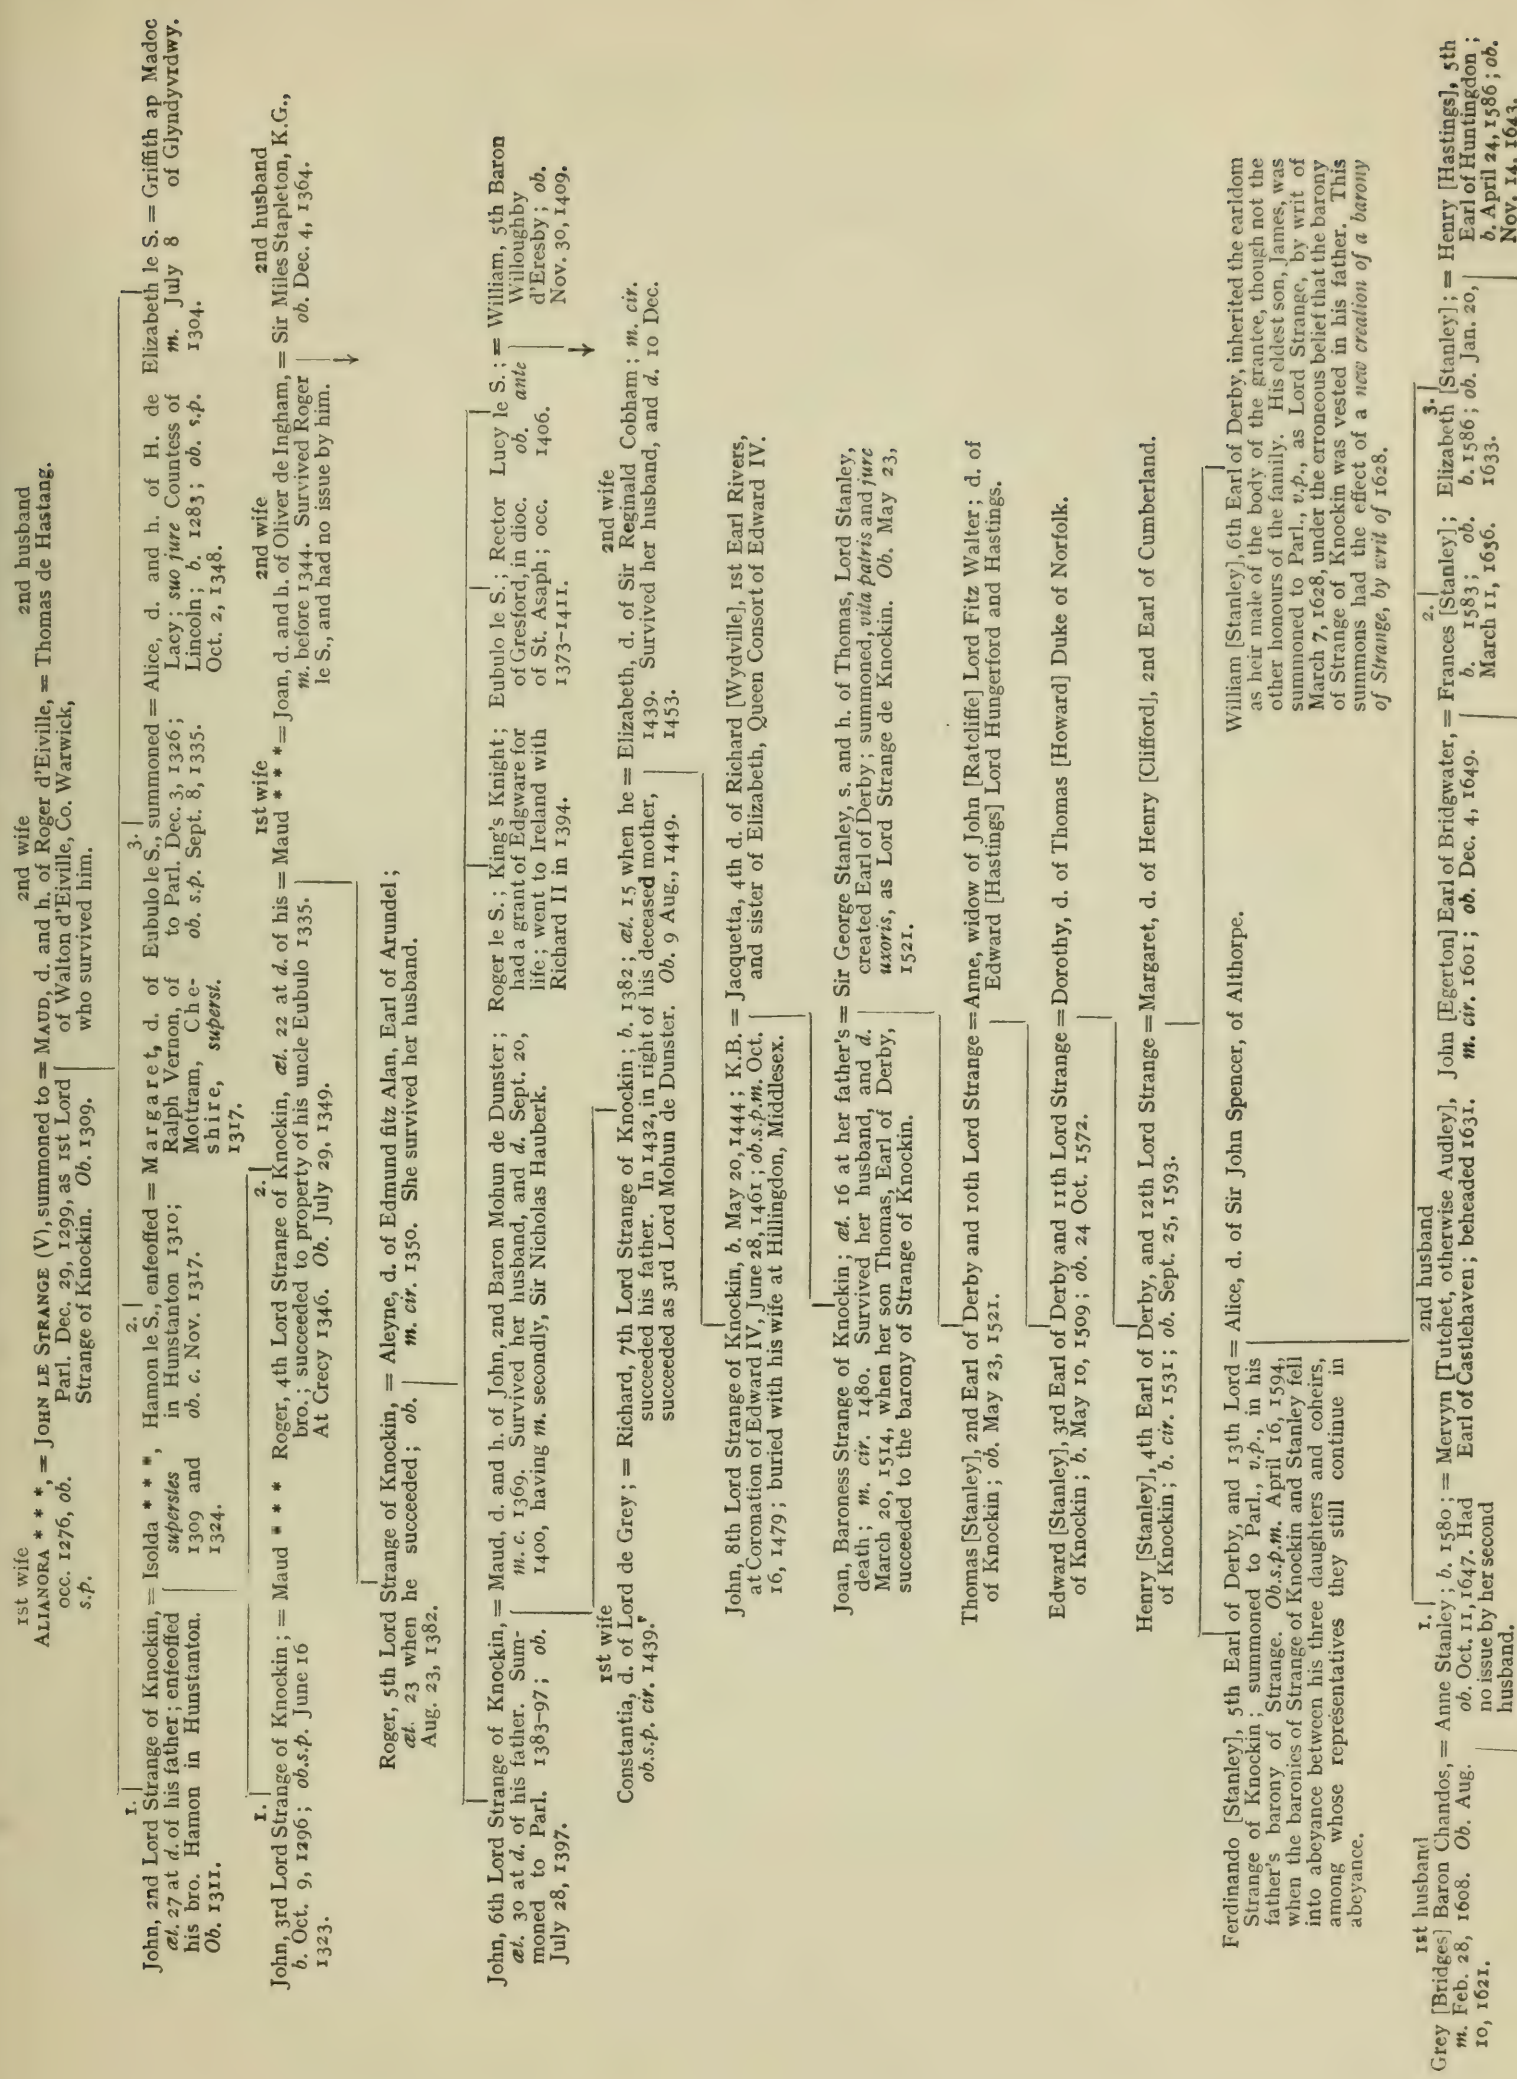 1st wife
ALIANORA * * *, = JOHN LE STRANGE (V), summoned to = MAUD, d. and h. of Roger d'Eiville, = Thomas de Hastang.
occ. 1276, ob.
s.p.
Parl. Dec. 29, 1299, as 1st Lord
Strange of Knockin. Ob. 1309.
2nd wife
of Walton d'Eiville, Co. Warwick,
who survived him.
2nd husband
1.
John, 2nd Lord Strange of Knockin, = Isolda * * *,
æt. 27 at d. of his father; enfeoffed
his bro. Hamon in Hunstanton.
Ob. 1311.
superstes
1309 and
1324.
2.
Hamon le S., enfeoffed = Margaret, d. of
in Hunstanton 1310;
ob. c. Nov. 1317.
Ralph Vernon, of
Mottram, Che-
shire, superst.
1317.
3.
Eubulo le S., summoned = Alice, d. and h. of H. de
to Parl. Dec. 3, 1326;
ob. s.p. Sept. 8, 1335.
Lacy; suo jure Countess of
Lincoln; b. 1283; ob. s.p.
Oct. 2, 1348.
Elizabeth le S. = Griffith ap Madoc
m. July 8
1304.
of Glyndyvrdwy.
1.
John, 3rd Lord Strange of Knockin; = Maud * * *
b. Oct. 9, 1296; ob.s.p. June 16
1323.
2.
Roger, 4th Lord Strange of Knockin, æt. 22 at d. of his = Maud * * * = Joan, d. and h. of Oliver de Ingham, = Sir Miles Stapleton, K.G.,
bro.; succeeded to property of his uncle Eubulo 1335.
At Crecy 1346. Ob. July 29, 1349.
1st wife
2nd wife
m. before 1344. Survived Roger
le S., and had no issue by him.
2nd husband
ob. Dec. 4, 1364.
Roger, 5th Lord Strange of Knockin, = Aleyne, d. of Edmund fitz Alan, Earl of Arundel;
æt. 23 when he succeeded; ob.
Aug. 23, 1382.
m. cir. 1350. She survived her husband.
John, 6th Lord Strange of Knockin, = Maud, d. and h. of John, 2nd Baron Mohun de Dunster;
æt. 30 at d. of his father. Sum-
moned to Parl. 1383-97; ob.
July 28, 1397.
m. c. 1369. Survived her husband, and d. Sept. 20,
1400, having m. secondly, Sir Nicholas Hauberk.
Roger le S.; King's Knight;
had a grant of Edgware for
life; went to Ireland with
Richard II in 1394.
Eubulo le S.; Rector
of Gresford, in dioc.
of St. Asaph; occ.
1373-1411.
Lucy le S.; = William, 5th Baron
ob. ante
1406.
Willoughby
d'Eresby; ob.
Nov. 30, 1409.
1st wife
Constantia, d. of Lord de Grey; = Richard, 7th Lord Strange of Knockin; b. 1382; æt. 15 when he = Elizabeth, d. of Sir Reginald Cobham; m. cir.
ob.s.p. cir. 1439.
succeeded his father. In 1432, in right of his deceased mother,
succeeded as 3rd Lord Mohun de Dunster. Ob. 9 Aug., 1449.
2nd wife
1439. Survived her husband, and d. 10 Dec.
1453.
John, 8th Lord Strange of Knockin, b. May 20, 1444; K.B. = Jacquetta, 4th d. of Richard [Wydville], 1st Earl Rivers,
at Coronation of Edward IV, June 28, 1461; ob.s.p.m. Oct.
16, 1479; buried with his wife at Hillingdon, Middlesex.
and sister of Elizabeth, Queen Consort of Edward IV.
Joan, Baroness Strange of Knockin; æt. 16 at her father's = Sir George Stanley, s. and h. of Thomas, Lord Stanley,
death; m. cir. 1480. Survived her husband, and d.
March 20, 1514, when her son Thomas, Earl of Derby,
succeeded to the barony of Strange of Knockin.
created Earl of Derby; summoned, vita patris and jure
uxoris, as Lord Strange de Knockin. Ob. May 23,
1521.
Thomas [Stanley], 2nd Earl of Derby and 10th Lord Strange = Anne, widow of John [Ratcliffe] Lord Fitz Walter; d. of
of Knockin; ob. May 23, 1521.
Edward [Hastings] Lord Hungerford and Hastings.
Edward [Stanley], 3rd Earl of Derby and 11th Lord Strange = Dorothy, d. of Thomas [Howard] Duke of Norfolk.
of Knockin; b. May 10, 1509; ob. 24 Oct. 1572.
Henry [Stanley], 4th Earl of Derby, and 12th Lord Strange = Margaret, d. of Henry [Clifford], 2nd Earl of Cumberland.
of Knockin; b. cir. 1531; ob. Sept. 25, 1593.
Ferdinando [Stanley], 5th Earl of Derby, and 13th Lord = Alice, d. of Sir John Spencer, of Althorpe.
Strange of Knockin; summoned to Parl., v.p., in his
father's barony of Strange. Ob.s.p.m. April 16, 1594,
when the baronies of Strange of Knockin and Stanley fell
into abeyance between his three daughters and coheirs,
among whose representatives they still continue in
abeyance.
William [Stanley], 6th Earl of Derby, inherited the earldom
as heir male of the body of the grantee, though not the
other honours of the family. His eldest son, James, was
summoned to Parl., v.p., as Lord Strange, by writ of
March 7, 1628, under the erroneous belief that the barony
of Strange of Knockin was vested in his father. This
summons had the effect of a new creation of a barony
of Strange, by writ of 1628.
1st husband
Grey [Bridges] Baron Chandos, = Anne Stanley; b. 1580; = Mervyn [Tutchet, otherwise Audley],
m. Feb. 28, 1608. Ob. Aug.
10, 1621.
1.
ob. Oct. 11, 1647. Had
no issue by her second
husband.
2nd husband
Earl of Castlehaven; beheaded 1631.
John [Egerton] Earl of Bridgwater, = Frances [Stanley];
m. cir. 1601; ob. Dec. 4, 1649.
2.
b. 1583; ob.
March 11, 1636.
3.
Elizabeth [Stanley]; = Henry [Hastings], 5th
b. 1586; ob. Jan. 20,
1633.
Earl of Huntingdon;
b. April 24, 1586; ob.
Nov. 14, 1643.